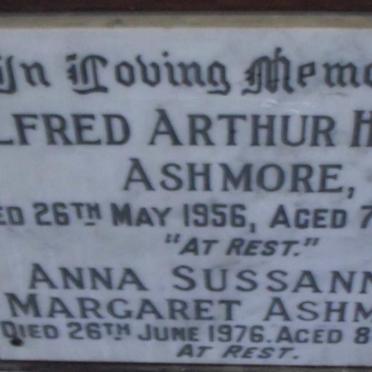 In Loving Memo
LFRED ARTHUR H
ASHMORE,
ED 26TH MAY 1956, AGED 7
"AT REST."
ANNA SUSSANN
MARGARET ASHM
DIED 26TH JUNE 1976. AGED 8
AT REST.